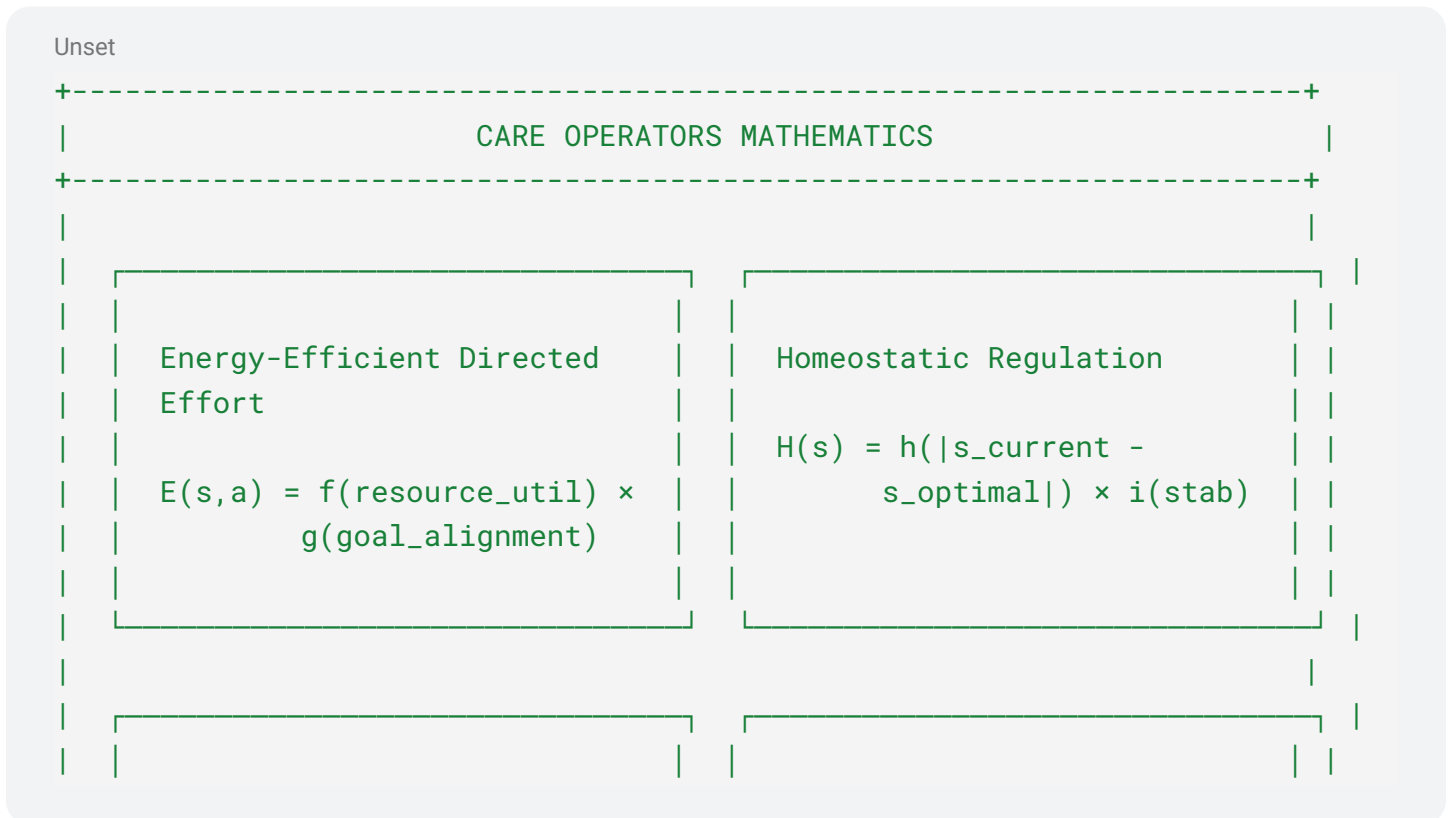 Unset
CARE OPERATORS MATHEMATICS
Energy-Efficient Directed
Effort
E(s,a) = f(resource_util) ×
g(goal_alignment)
Homeostatic Regulation
H(s) = h(|s_current -
s_optimal|) × i(stab)